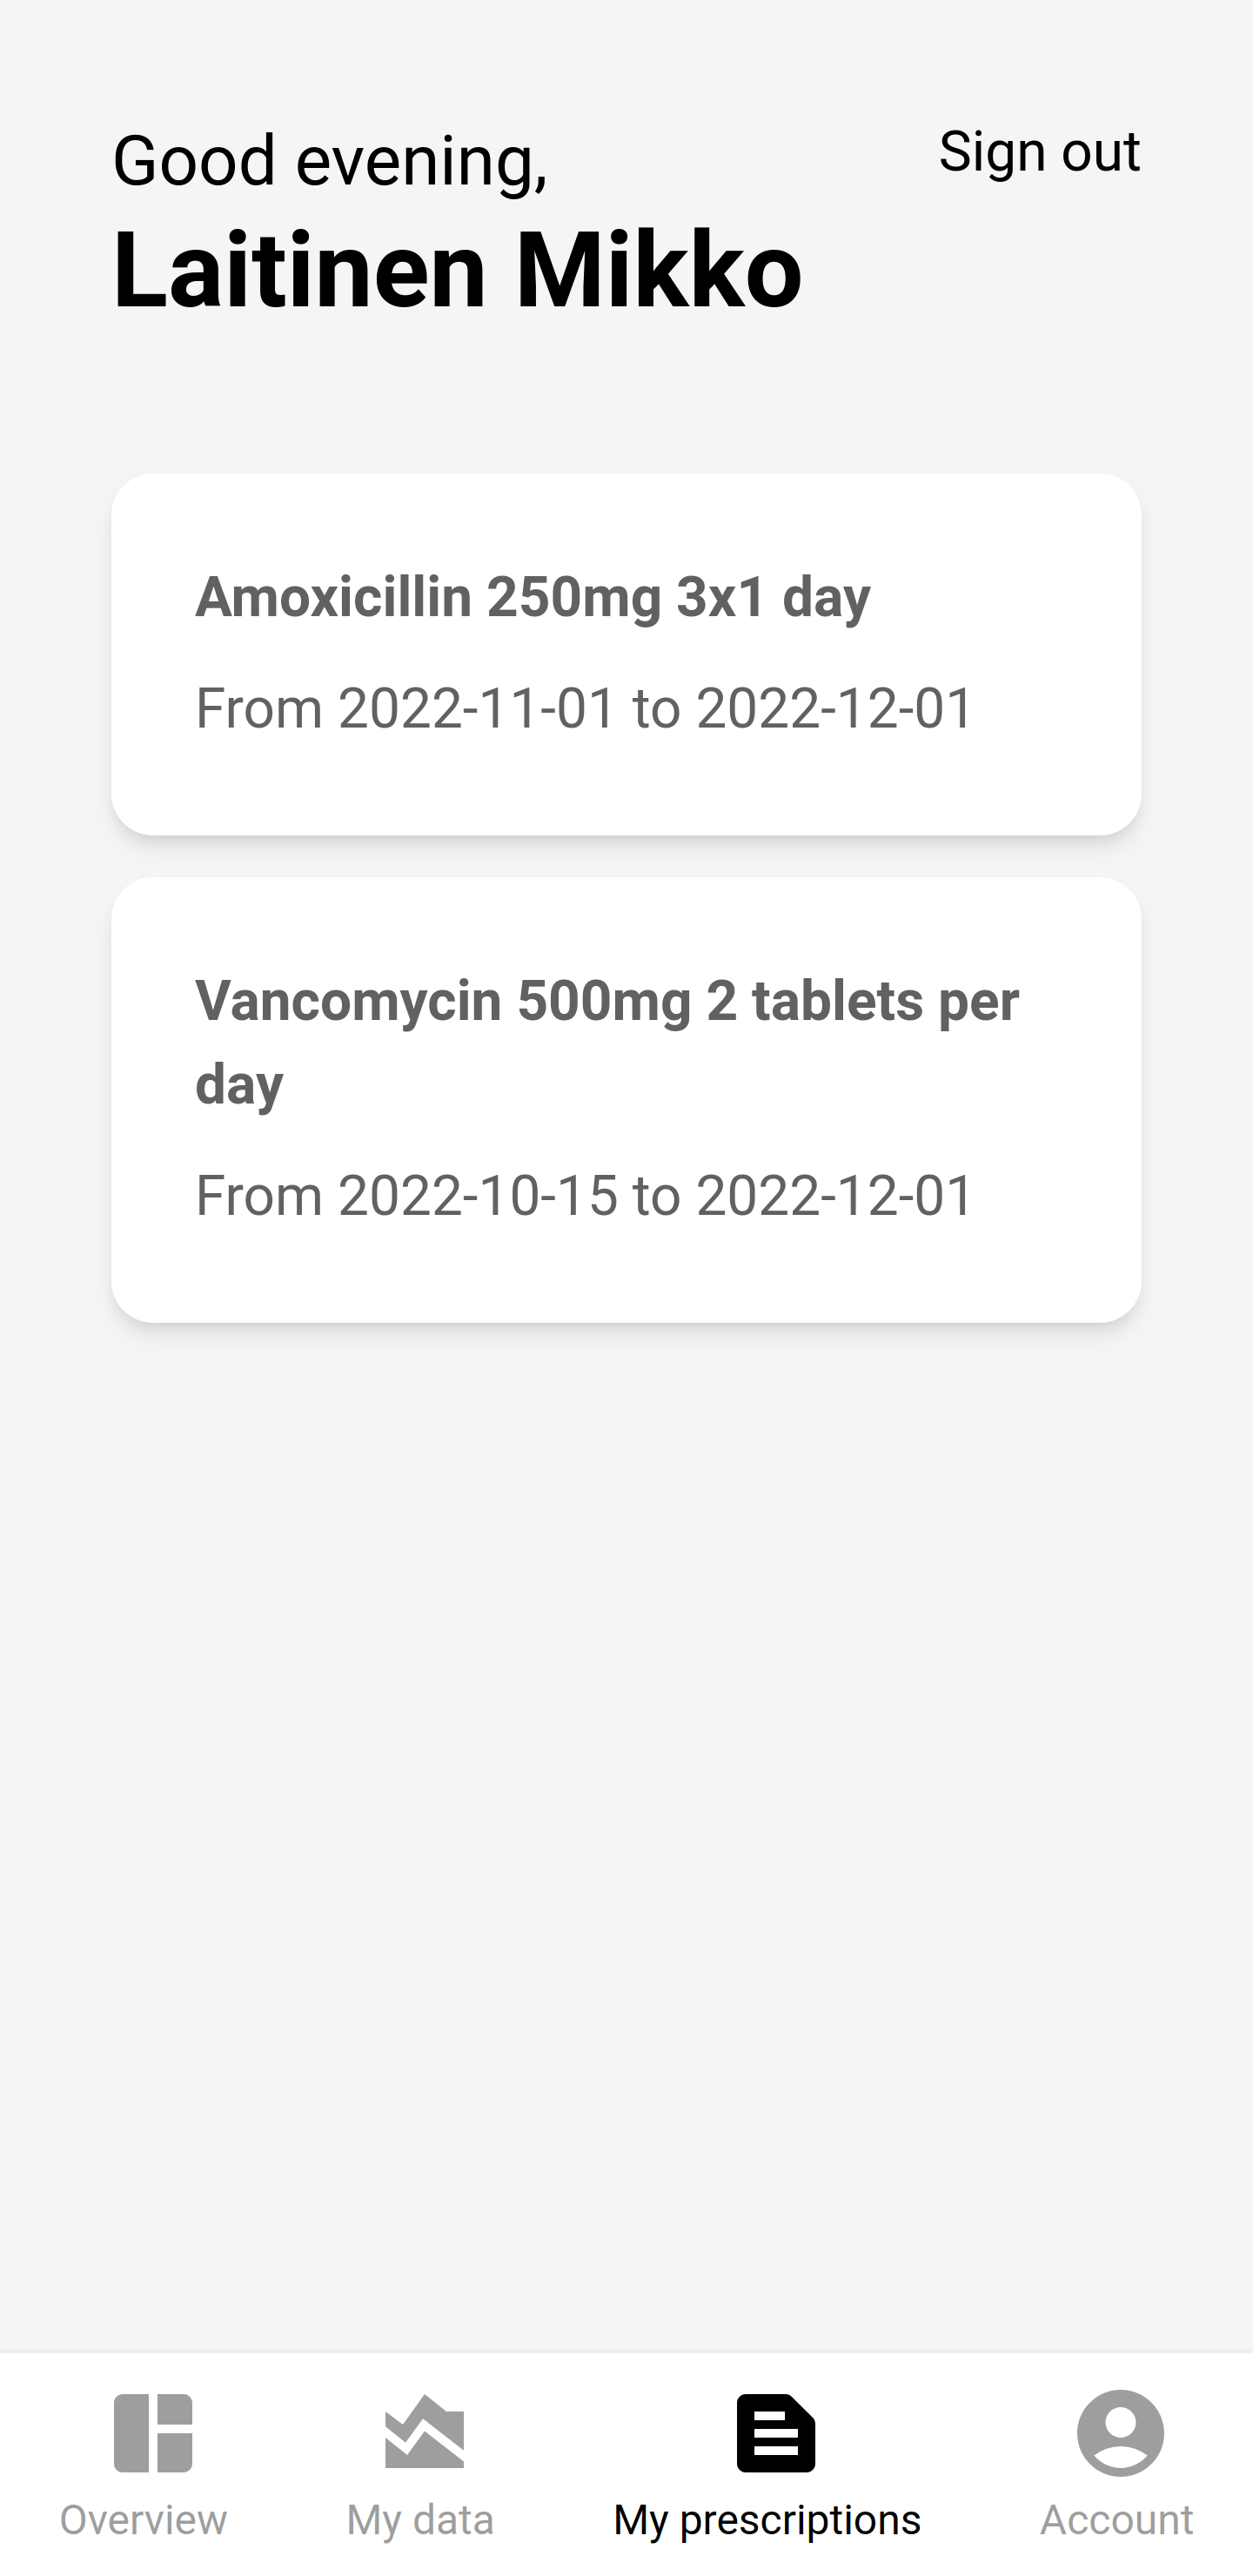 Good evening,
Sign out
Laitinen Mikko
Amoxicillin 250mg 3x1 day
From 2022-11-01 to 2022-12-01
Vancomycin 500mg 2 tablets per
day
From 2022-10-15 to 2022-12-01
Overview
My data
My prescriptions
Account